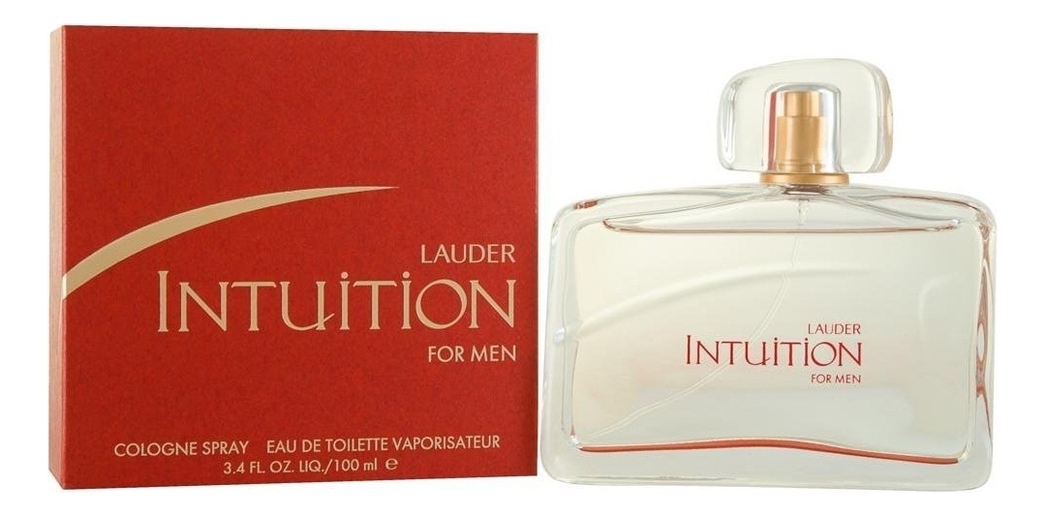 LAUDER
INTUiTiON
FOR MEN
COLOGNE SPRAY EAU DE TOILETTE VAPORISATEUR
3.4 FL. OZ. LIQ./100 ml ℮
LAUDER
INTUiTiON
FOR MEN